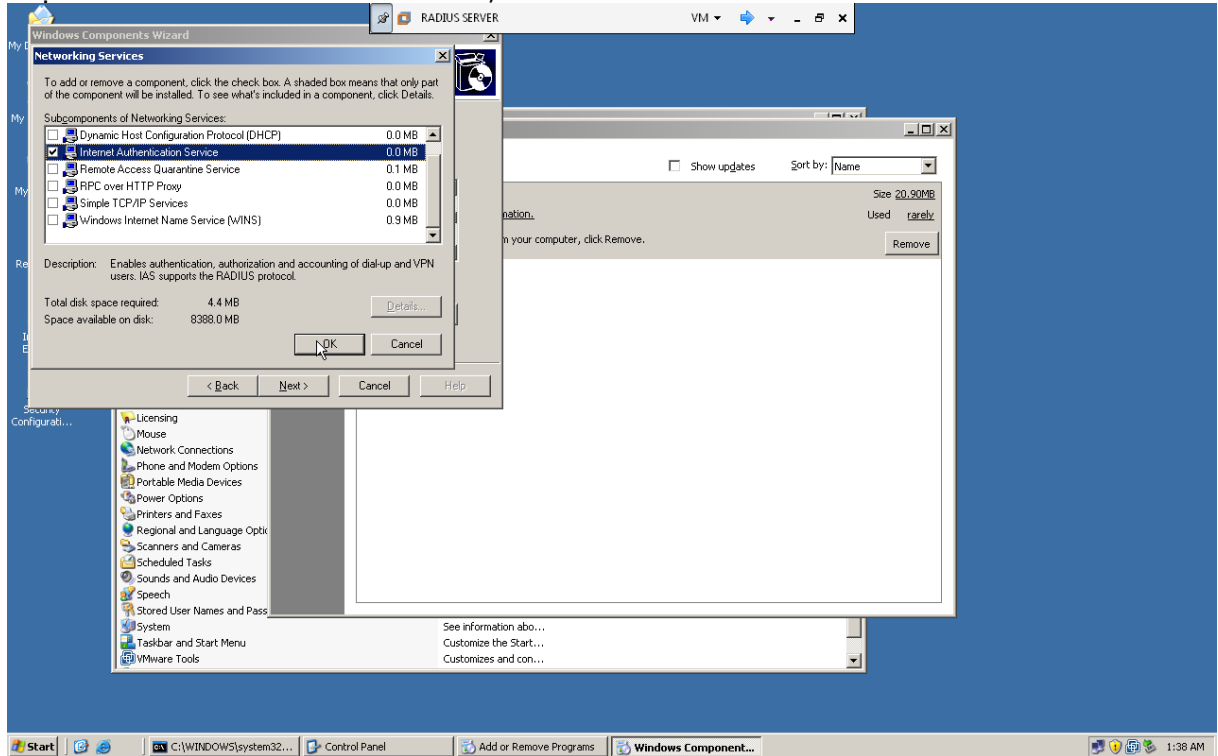 RADIUS SERVER
VM
Windows Components Wizard
Networking Services
To add or remove a component, click the check box. A shaded box means that only part
of the component will be installed. To see what's included in a component, click Details.
Subcomponents of Networking Services:
Dynamic Host Configuration Protocol (DHCP) 0.0 MB
Internet Authentication Service 0.0 MB
Remote Access Quarantine Service 0.1 MB
RPC over HTTP Proxy 0.0 MB
Simple TCP/IP Services 0.0 MB
Windows Internet Name Service (WINS) 0.9 MB
Description: Enables authentication, authorization and accounting of dial-up and VPN
users. IAS supports the RADIUS protocol.
Total disk space required: 4.4 MB
Space available on disk: 8388.0 MB
Details...
OK Cancel
< Back Next > Cancel Help
Show updates Sort by: Name
Size 20.90MB
Used rarely
m your computer, click Remove.
Remove
My
My
Security
Configurati...
Licensing
Mouse
Network Connections
Phone and Modem Options
Portable Media Devices
Power Options
Printers and Faxes
Regional and Language Optic
Scanners and Cameras
Scheduled Tasks
Sounds and Audio Devices
Speech
Stored User Names and Pass
System See information abo...
Taskbar and Start Menu Customize the Start...
VMware Tools Customizes and con...
Start C:\WINDOWS\system32... Control Panel Add or Remove Programs Windows Component... 1:38 AM